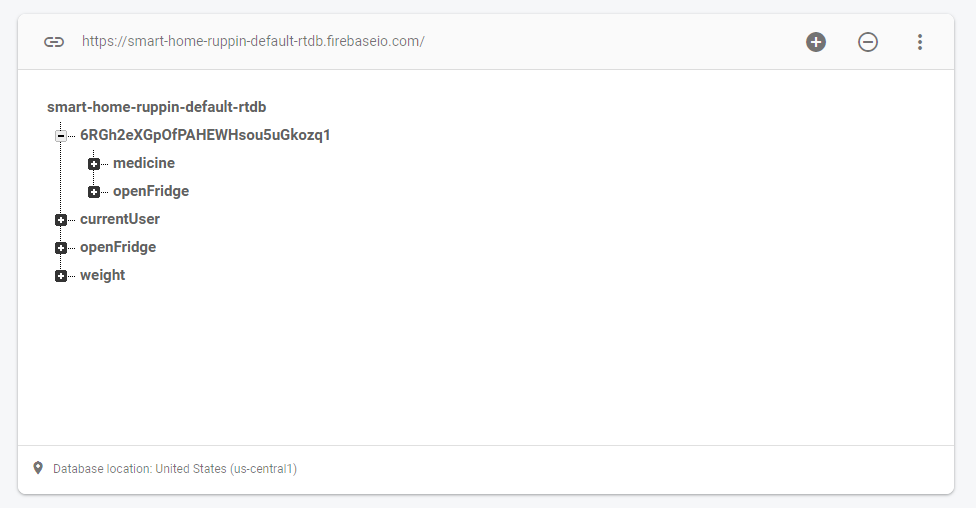 https://smart-home-ruppin-default-rtdb.firebaseio.com/
smart-home-ruppin-default-rtdb
6RGh2eXGpOfPAHEWHsou5uGkozq1
medicine
openFridge
currentUser
openFridge
weight
Database location: United States (us-central1)